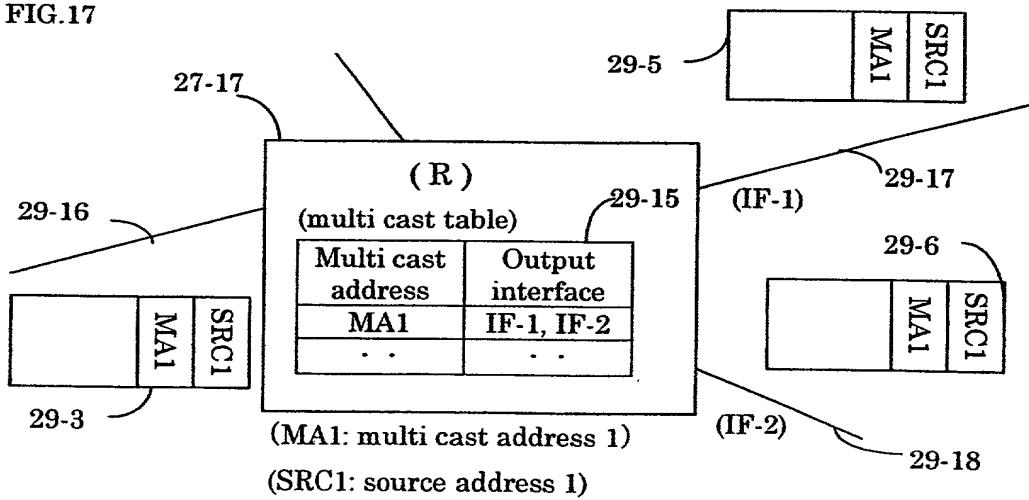 FIG.17
29-5
MA1
SRC1
27-17
(R)
29-17
29-16
(multi cast table)
29-15
(IF-1)
Multi cast address
Output interface
MA1
IF-1, IF-2
. .
. .
29-6
MA1
SRC1
MA1
SRC1
29-3
(MA1: multi cast address 1)
(IF-2)
29-18
(SRC1: source address 1)